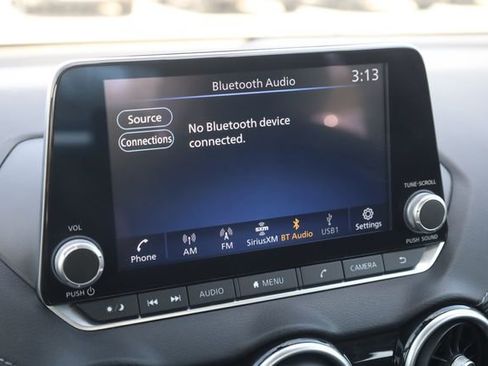 Bluetooth Audio 3:13
Source
Connections
No Bluetooth device
connected.
VOL
TUNE•SCROLL
Phone
AM
FM
sxm
SiriusXM
BT Audio
USB1
Settings
PUSH
PUSH SOUND
AUDIO
MENU
CAMERA